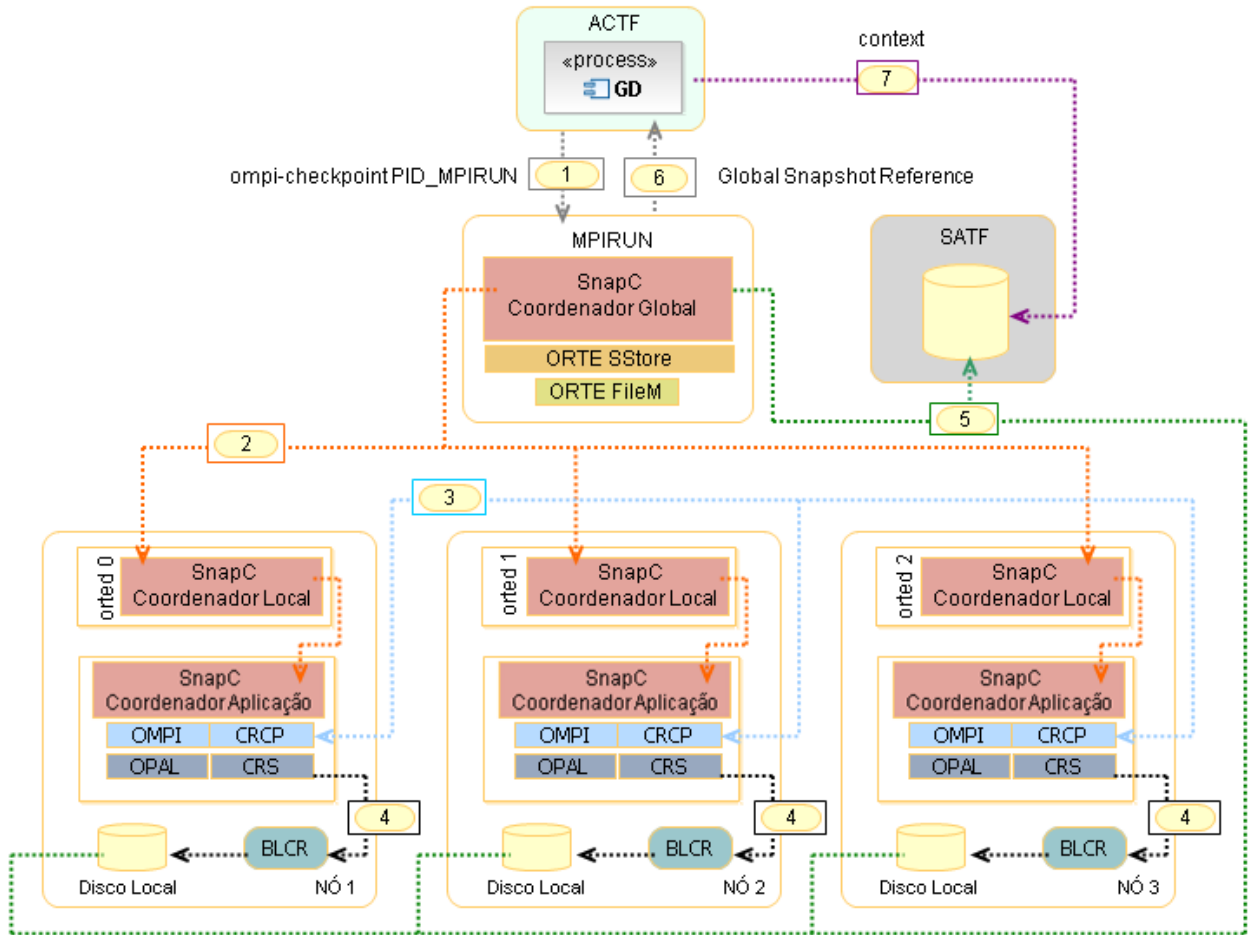 ACTF
«process»
GD
context
7
ompi-checkpoint PID_MPIRUN
1
6
Global Snapshot Reference
MPIRUN
SnapC
Coordenador Global
ORTE SStore
ORTE FileM
SATF
5
2
3
orted 0
SnapC
Coordenador Local
SnapC
Coordenador Aplicação
OMPI
CRCP
OPAL
CRS
4
BLCR
Disco Local
NÓ 1
orted 1
SnapC
Coordenador Local
SnapC
Coordenador Aplicação
OMPI
CRCP
OPAL
CRS
4
BLCR
Disco Local
NÓ 2
orted 2
SnapC
Coordenador Local
SnapC
Coordenador Aplicação
OMPI
CRCP
OPAL
CRS
4
BLCR
Disco Local
NÓ 3